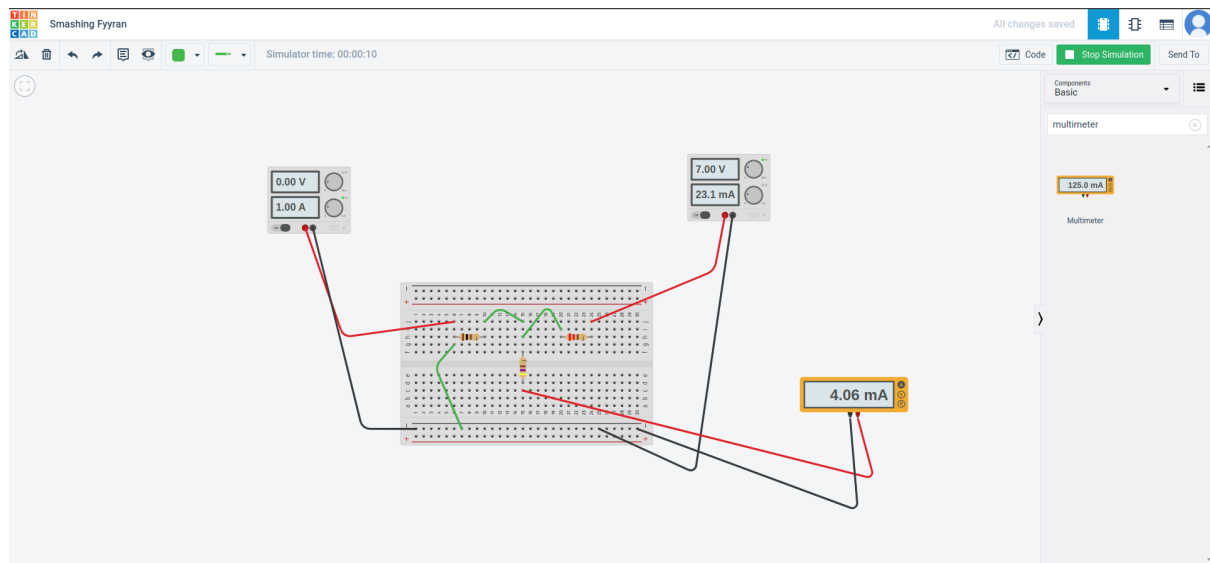 TIN
KER
CAD
Smashing Fyyran
All changes saved
Simulator time: 00:00:10
Code
Stop Simulation
Send To
Components
Basic
multimeter
125.0 mA
Multimeter
0.00 V
1.00 A
7.00 V
23.1 mA
4.06 mA